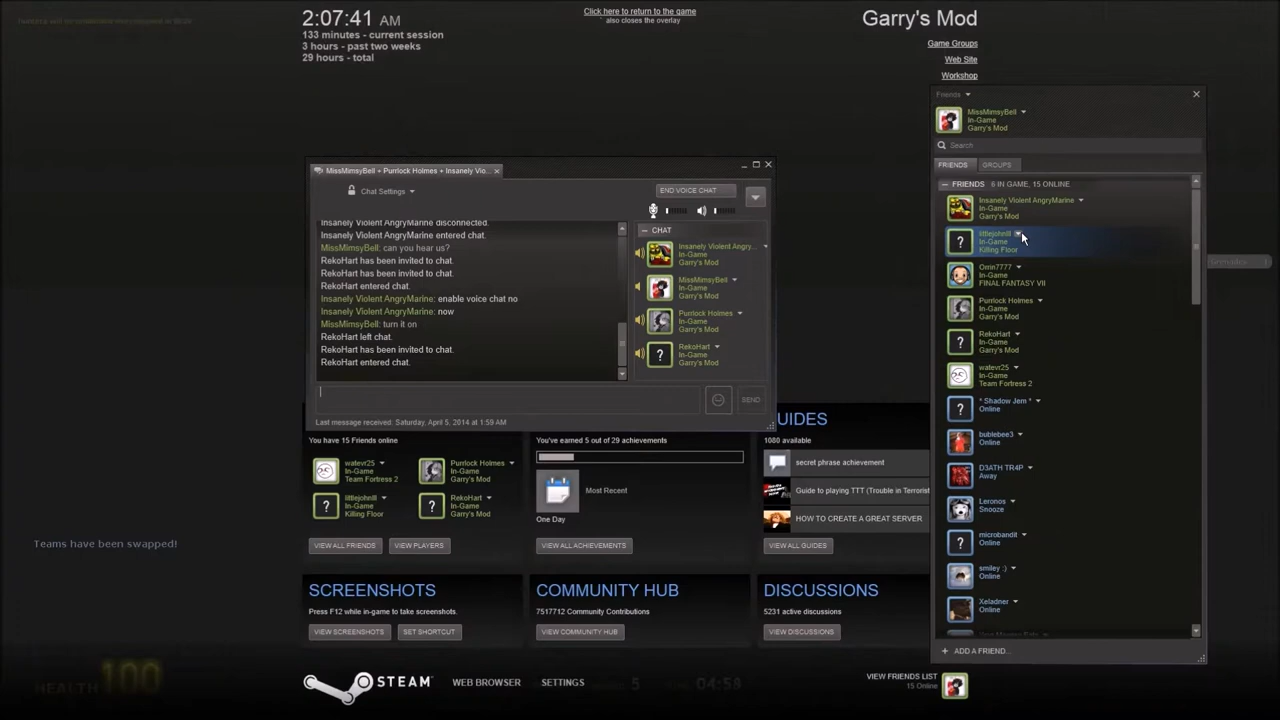 2:07:41 AM
133 minutes - current session
3 hours - past two weeks
29 hours - total
Click here to return to the game
` also closes the overlay
Garry's Mod
Game Groups
Web Site
Workshop
MissMimsyBell + Purrlock Holmes + Insanely Vio...
Chat Settings
END VOICE CHAT
Insanely Violent AngryMarine disconnected.
Insanely Violent AngryMarine entered chat.
MissMimsyBell: can you hear us?
RekoHart has been invited to chat.
RekoHart has been invited to chat.
RekoHart entered chat.
Insanely Violent AngryMarine: enable voice chat no
Insanely Violent AngryMarine: now
MissMimsyBell: turn it on
RekoHart left chat.
RekoHart has been invited to chat.
RekoHart entered chat.
CHAT
Insanely Violent Angry...
In-Game
Garry's Mod
MissMimsyBell
In-Game
Garry's Mod
Purrlock Holmes
In-Game
Garry's Mod
RekoHart
In-Game
Garry's Mod
SEND
Last message received: Saturday, April 5, 2014 at 1:59 AM
You have 15 Friends online
watevr25
In-Game
Team Fortress 2
Purrlock Holmes
In-Game
Garry's Mod
littlejohnlll
In-Game
Killing Floor
RekoHart
In-Game
Garry's Mod
VIEW ALL FRIENDS
VIEW PLAYERS
You've earned 5 out of 29 achievements
Most Recent
One Day
VIEW ALL ACHIEVEMENTS
UIDES
1080 available
secret phrase achievement
Guide to playing TTT (Trouble in Terrorist
HOW TO CREATE A GREAT SERVER
VIEW ALL GUIDES
Teams have been swapped!
SCREENSHOTS
Press F12 while in-game to take screenshots.
VIEW SCREENSHOTS
SET SHORTCUT
COMMUNITY HUB
7517712 Community Contributions
VIEW COMMUNITY HUB
DISCUSSIONS
5231 active discussions
VIEW DISCUSSIONS
HEALTH 100
STEAM
WEB BROWSER
SETTINGS
5
04:58
VIEW FRIENDS LIST
15 Online
Friends
MissMimsyBell
In-Game
Garry's Mod
Search
FRIENDS
GROUPS
FRIENDS 6 IN GAME, 15 ONLINE
Insanely Violent AngryMarine
In-Game
Garry's Mod
littlejohnlll
In-Game
Killing Floor
Orrin7777
In-Game
FINAL FANTASY VII
Purrlock Holmes
In-Game
Garry's Mod
RekoHart
In-Game
Garry's Mod
watevr25
In-Game
Team Fortress 2
* Shadow Jem *
Online
bublebee3
Online
D3ATH TR4P
Away
Leronos
Snooze
microbandit
Online
smiley :)
Online
Xeladner
Online
ADD A FRIEND...
Grenades 1